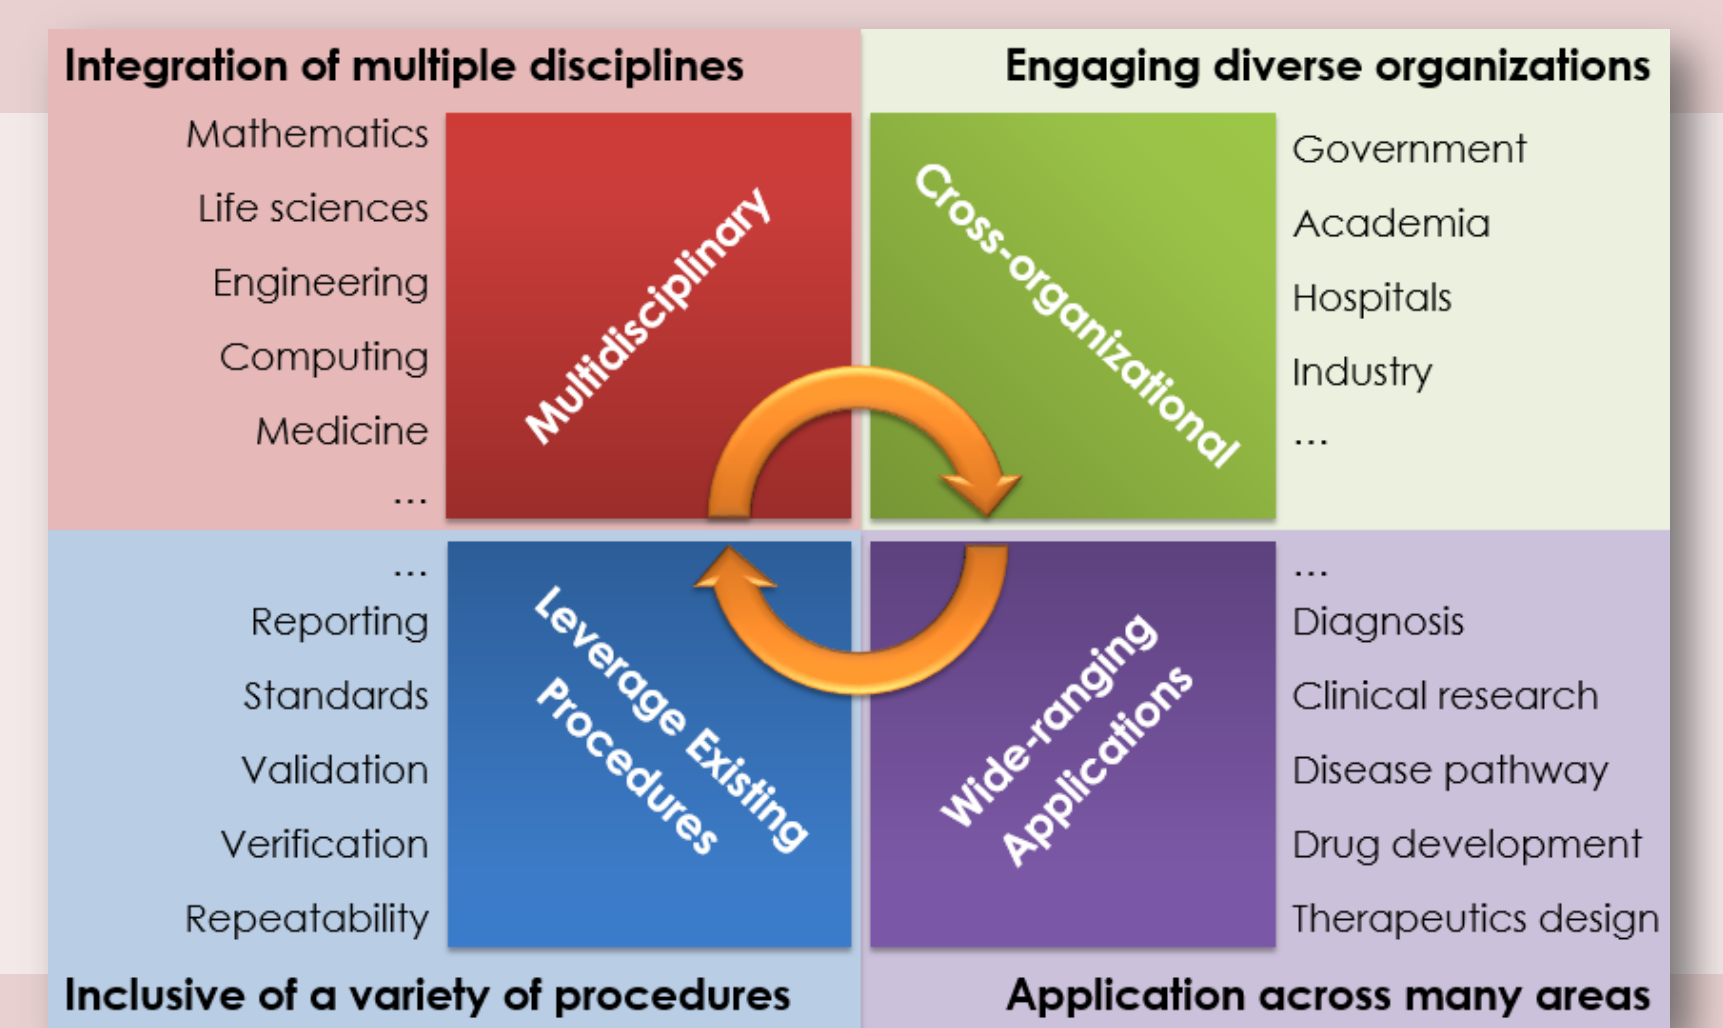 Integration of multiple disciplines
Mathematics
Life sciences
Engineering
Computing
Medicine
...
Multidisciplinary
Engaging diverse organizations
Cross-organizational
Government
Academia
Hospitals
Industry
...
...
Reporting
Standards
Validation
Verification
Repeatability
Leverage Existing
Procedures
Inclusive of a variety of procedures
Wide-ranging
Applications
...
Diagnosis
Clinical research
Disease pathway
Drug development
Therapeutics design
Application across many areas